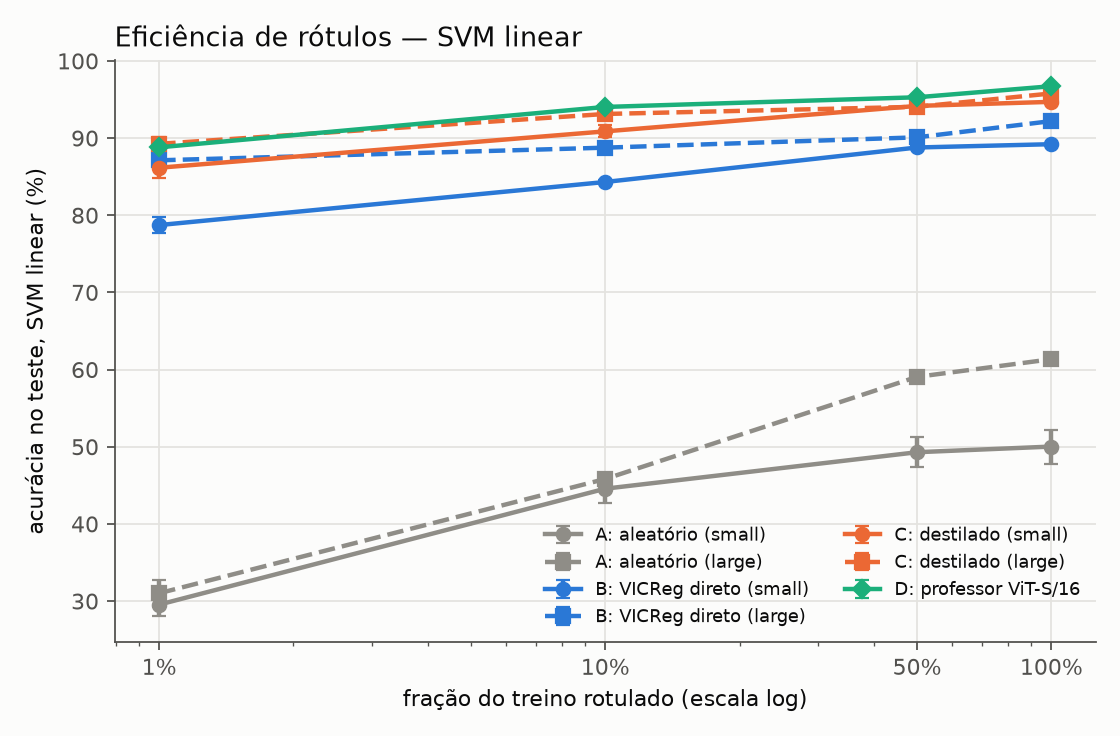 Eficiência de rótulos — SVM linear
acurácia no teste, SVM linear (%)
100
90
80
70
60
50
40
30
A: aleatório (small)
A: aleatório (large)
B: VICReg direto (small)
B: VICReg direto (large)
C: destilado (small)
C: destilado (large)
D: professor ViT-S/16
1% 10% 50% 100%
fração do treino rotulado (escala log)